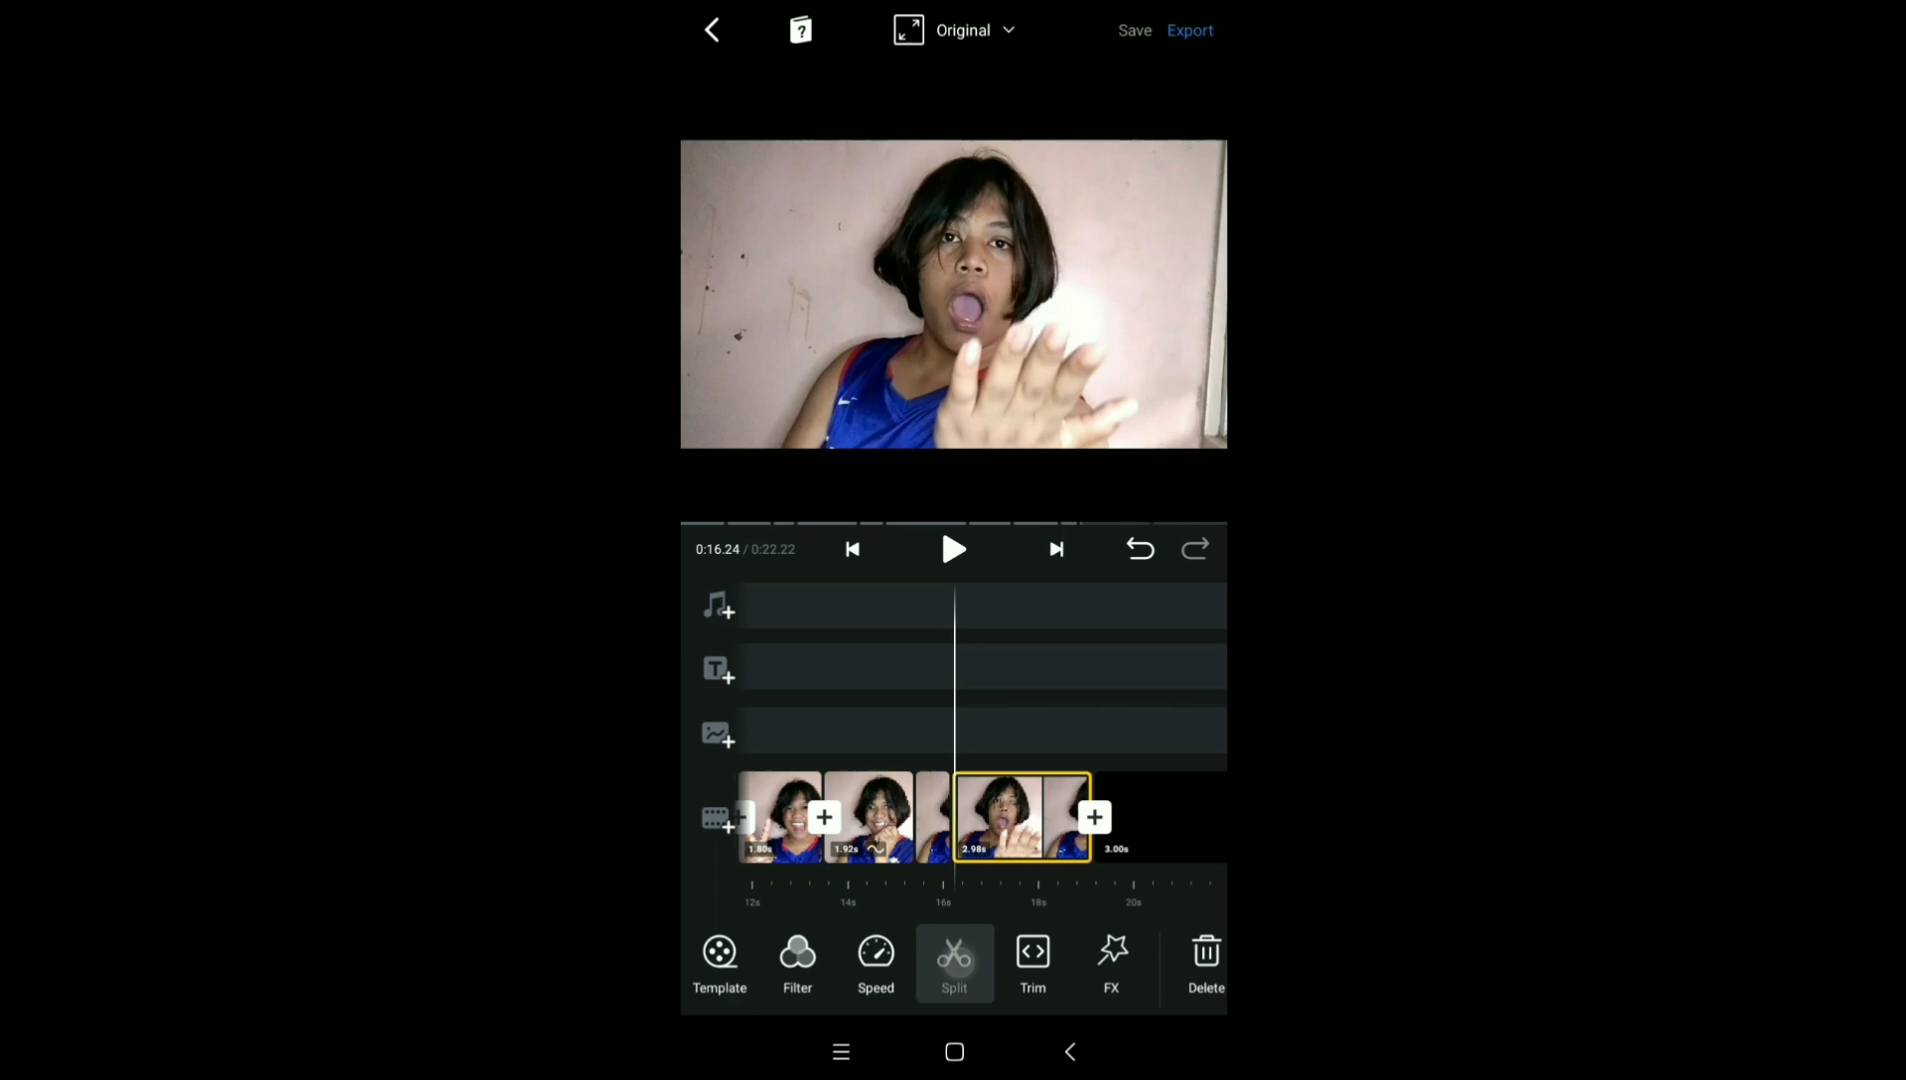 Original
Save Export
0:16.24 / 0:22.22
1.80s
1.92s
2.98s
3.00s
12s 14s 16s 18s 20s
Template Filter Speed Split Trim FX Delete